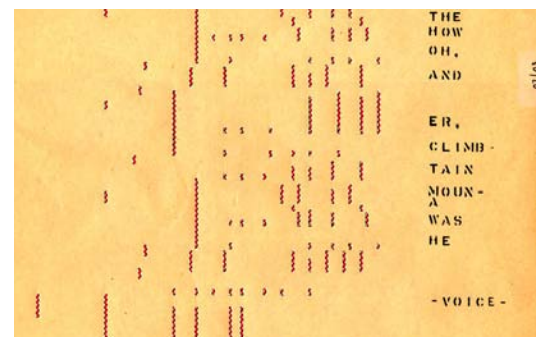 THE
HOW
OH,
AND
ER,
CLIMB-
TAIN
MOUN-
A
WAS
HE
-VOICE-